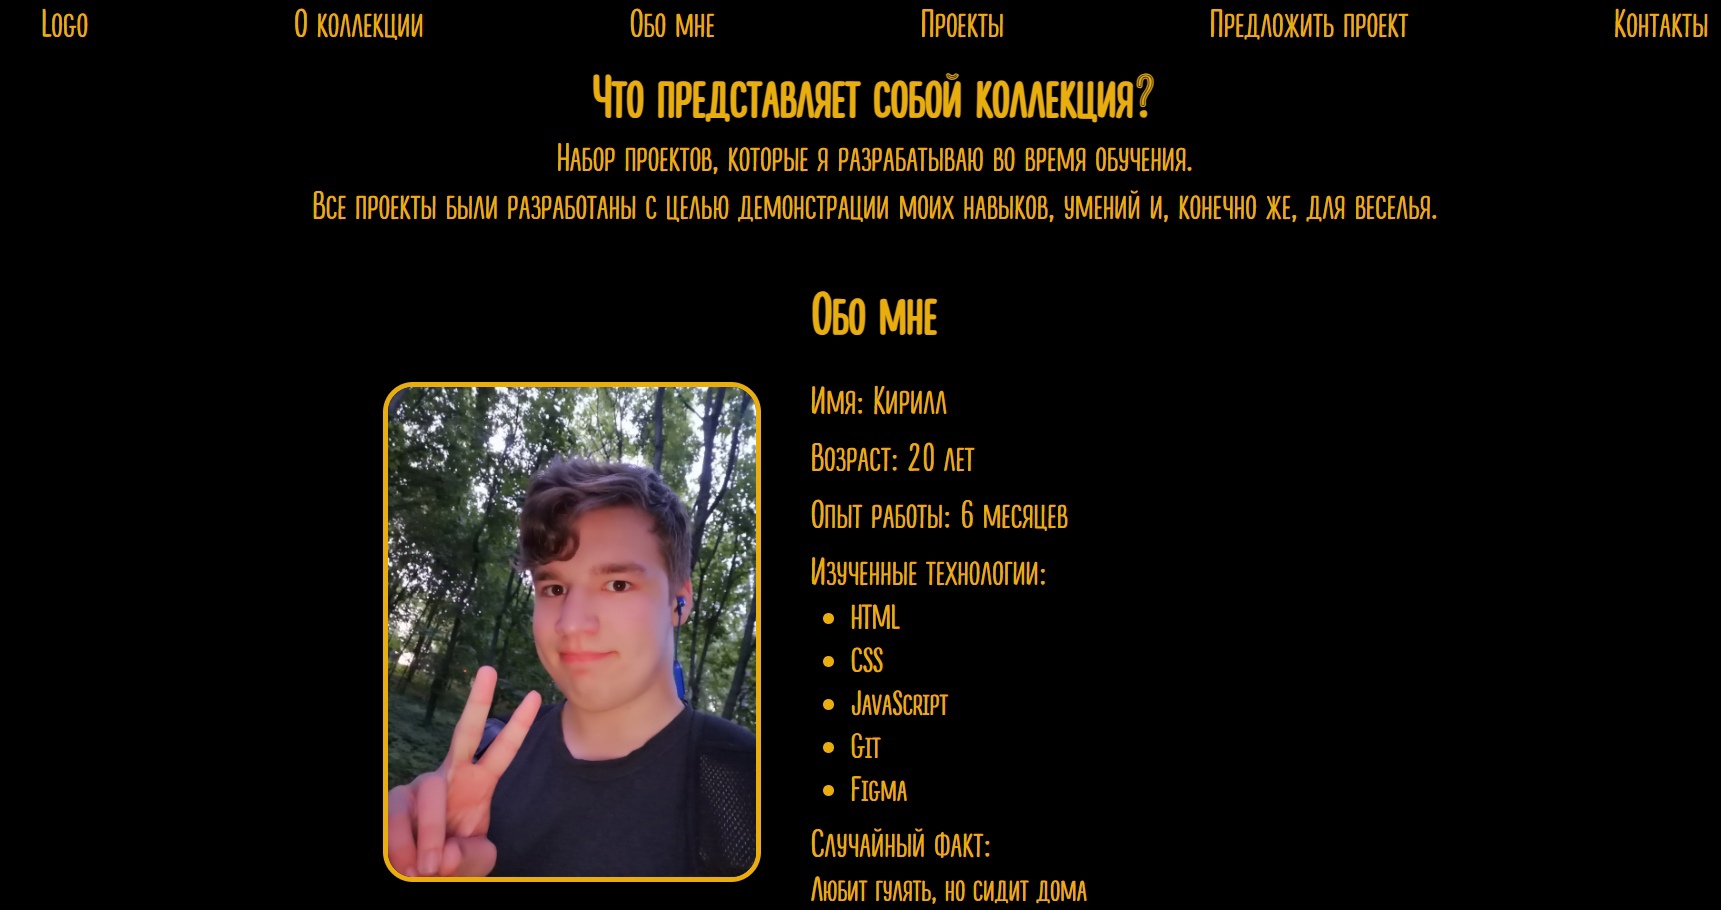 Logo
О коллекции
Обо мне
Проекты
Предложить проект
Контакты
Что представляет собой коллекция?
Набор проектов, которые я разрабатываю во время обучения.
Все проекты были разработаны с целью демонстрации моих навыков, умений и, конечно же, для веселья.
Обо мне
Имя: Кирилл
Возраст: 20 лет
Опыт работы: 6 месяцев
Изученные технологии:
HTML
CSS
JavaScript
Git
Figma
Случайный факт:
Любит гулять, но сидит дома